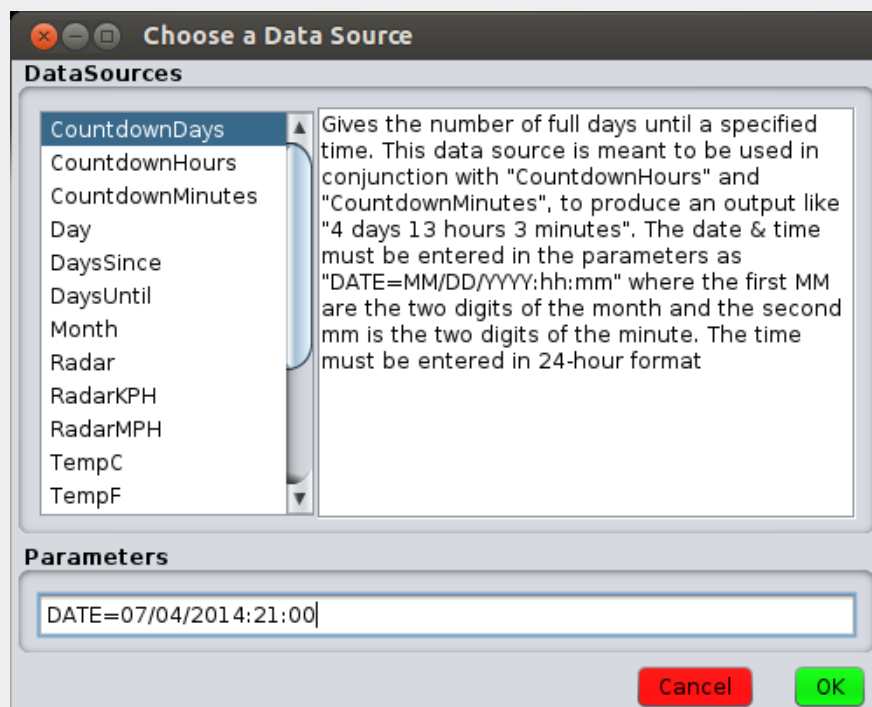 Choose a Data Source
DataSources
CountdownDays
CountdownHours
CountdownMinutes
Day
DaysSince
DaysUntil
Month
Radar
RadarKPH
RadarMPH
TempC
TempF
Gives the number of full days until a specified
time. This data source is meant to be used in
conjunction with "CountdownHours" and
"CountdownMinutes", to produce an output like
"4 days 13 hours 3 minutes". The date & time
must be entered in the parameters as
"DATE=MM/DD/YYYY:hh:mm" where the first MM
are the two digits of the month and the second
mm is the two digits of the minute. The time
must be entered in 24-hour format
Parameters
DATE=07/04/2014:21:00
Cancel
OK